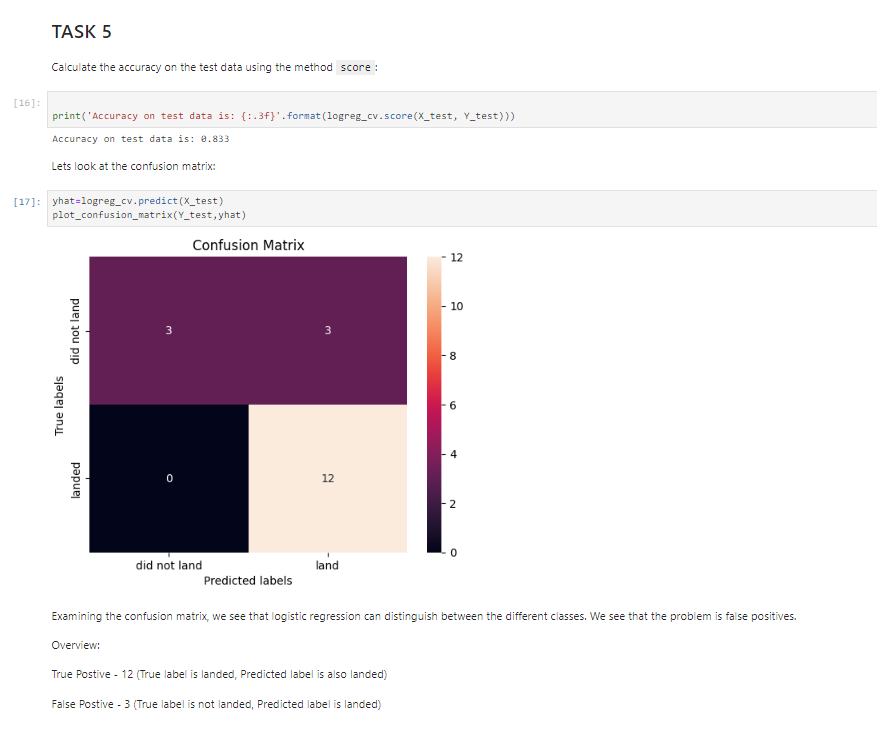 TASK 5
Calculate the accuracy on the test data using the method score :
[16]:
print('Accuracy on test data is: {:.3f}'.format(logreg_cv.score(X_test, Y_test)))
Accuracy on test data is: 0.833
Lets look at the confusion matrix:
[17]:
yhat=logreg_cv.predict(X_test)
plot_confusion_matrix(Y_test,yhat)
Confusion Matrix
True labels
did not land
landed
3
3
0
12
did not land
land
Predicted labels
12
10
8
6
4
2
0
Examining the confusion matrix, we see that logistic regression can distinguish between the different classes. We see that the problem is false positives.
Overview:
True Postive - 12 (True label is landed, Predicted label is also landed)
False Postive - 3 (True label is not landed, Predicted label is landed)